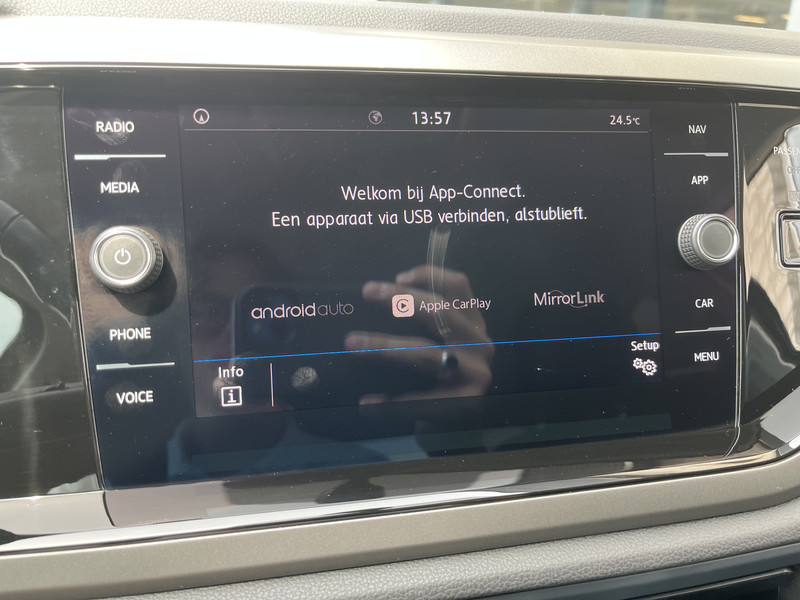 RADIO
MEDIA
PHONE
VOICE
13:57
24.5°C
Welkom bij App-Connect.
Een apparaat via USB verbinden, alstublieft.
androidauto
Apple CarPlay
MirrorLink
Info
i
Setup
NAV
APP
CAR
MENU